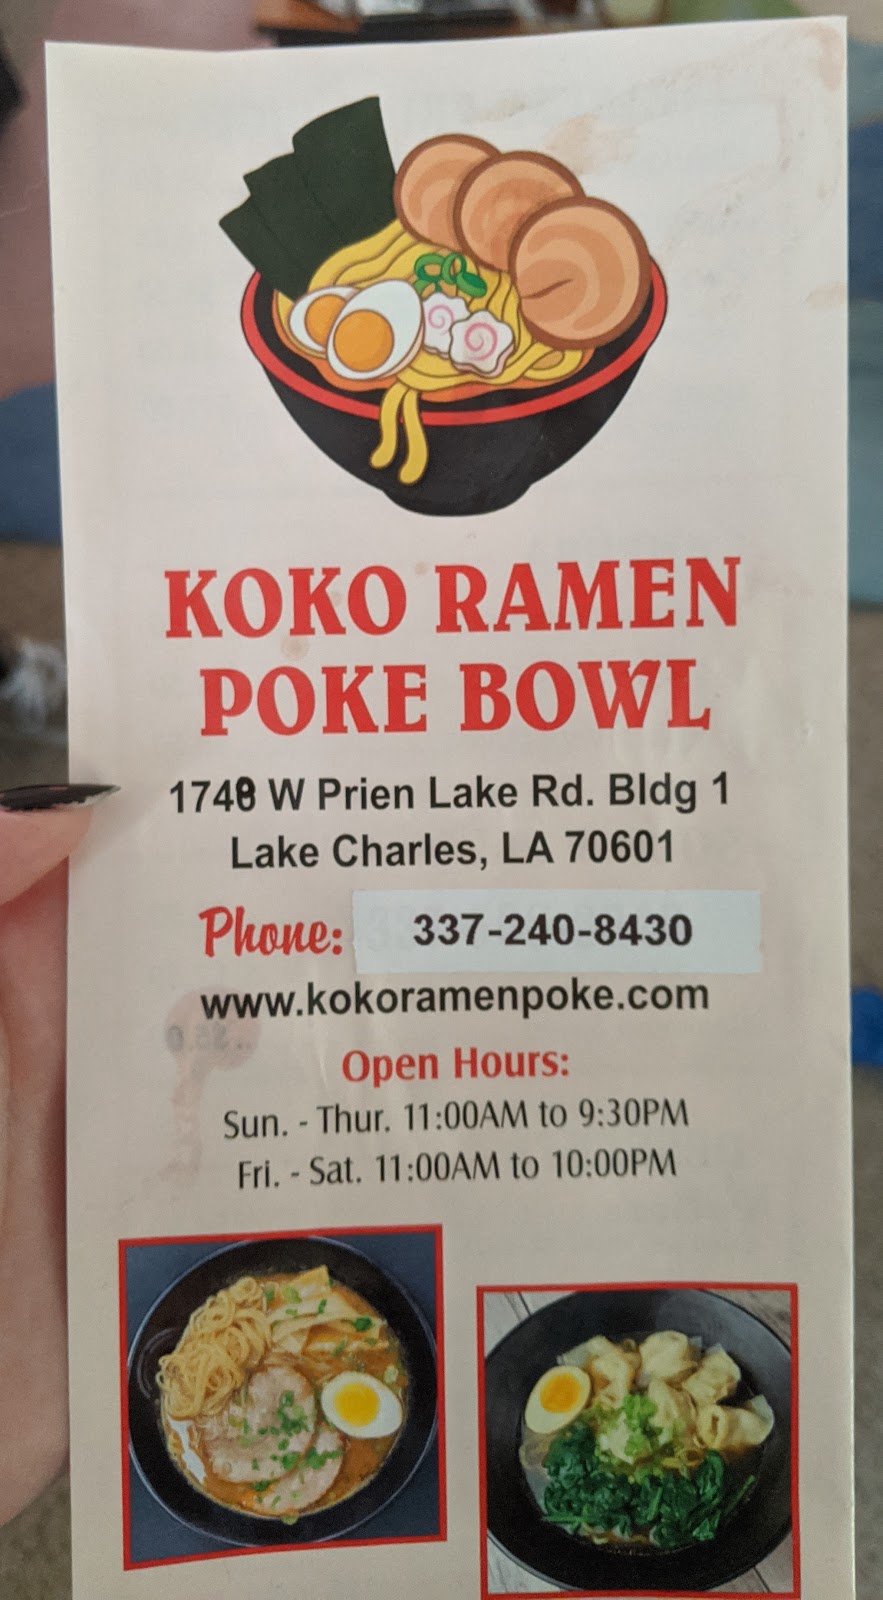 KOKO RAMEN
POKE BOWL
1748 W Prien Lake Rd. Bldg 1
Lake Charles, LA 70601
Phone: 337-240-8430
www.kokoramenpoke.com
Open Hours:
Sun. - Thur. 11:00AM to 9:30PM
Fri. - Sat. 11:00AM to 10:00PM